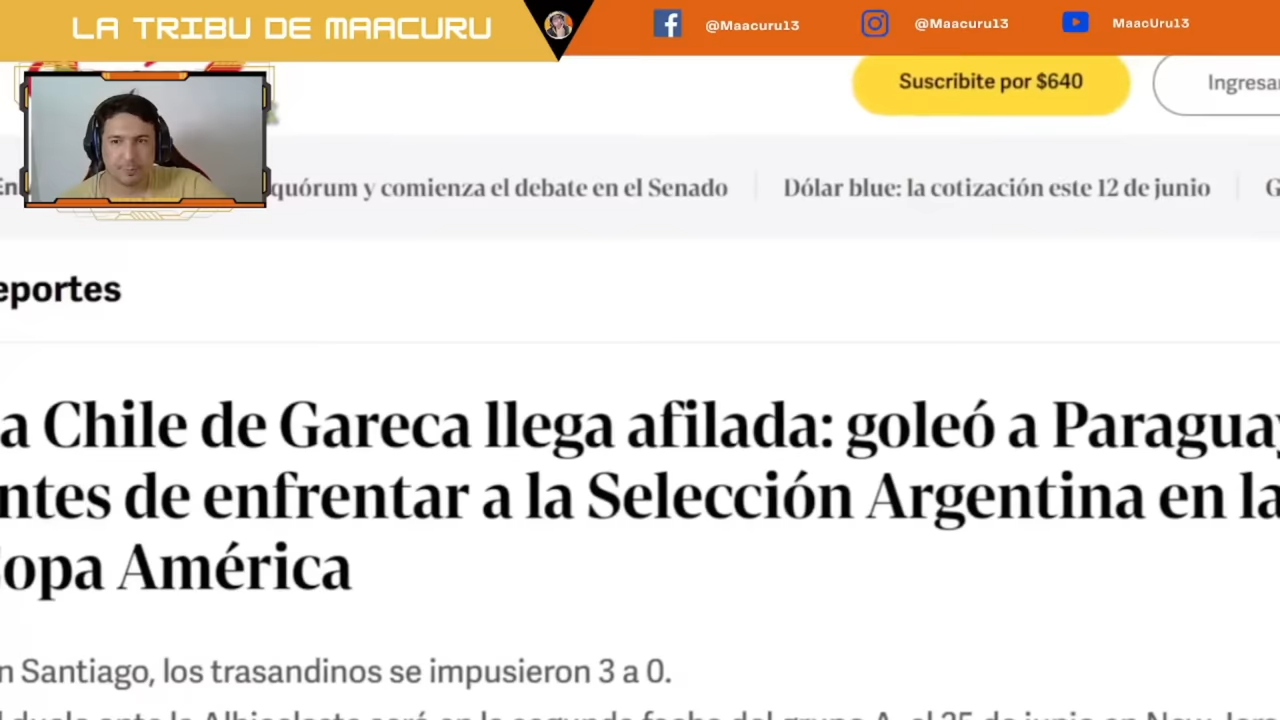 LA TRIBU DE MAACURU
@Maacuru13
@Maacuru13
MaacUru13
Suscribite por $640
Ingresar
quórum y comienza el debate en el Senado
Dólar blue: la cotización este 12 de junio
eportes
a Chile de Gareca llega afilada: goleó a Paraguay
ntes de enfrentar a la Selección Argentina en la
Copa América
n Santiago, los trasandinos se impusieron 3 a 0.